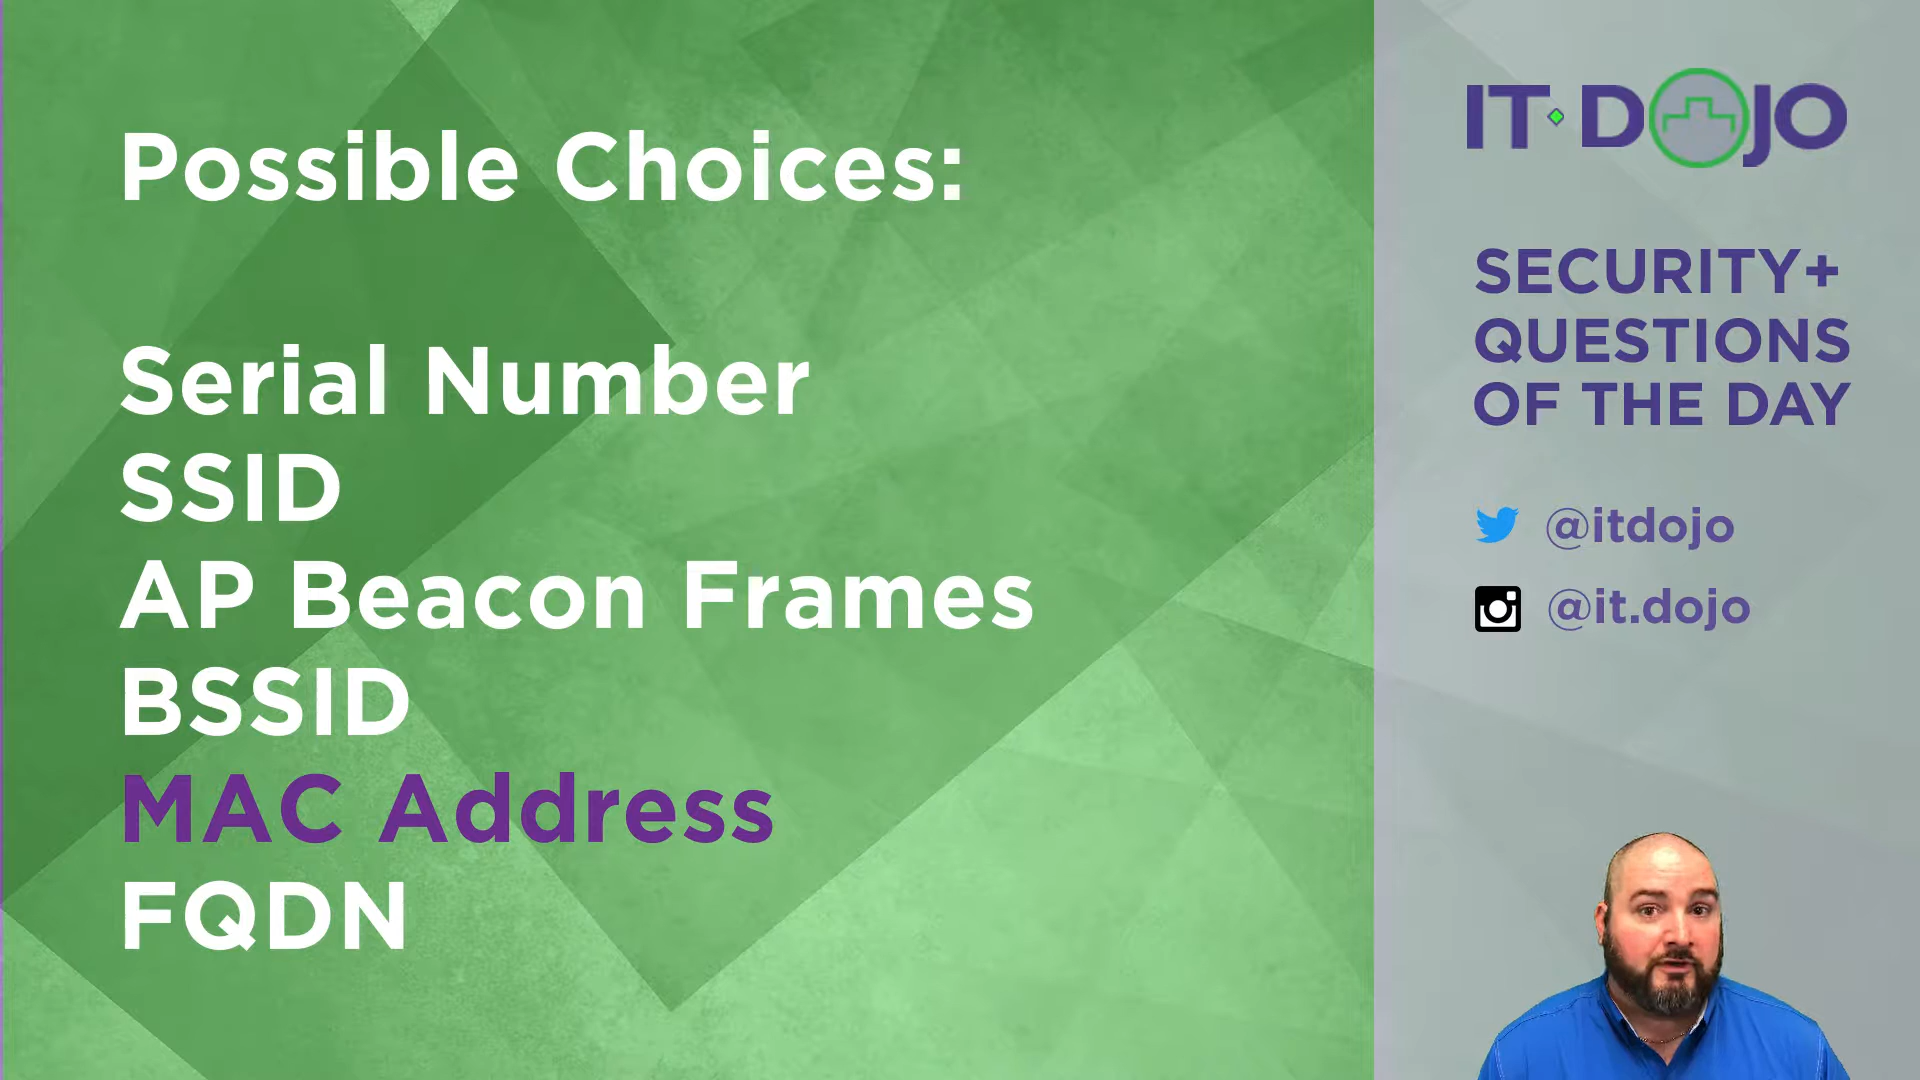 Possible Choices:
Serial Number
SSID
AP Beacon Frames
BSSID
MAC Address
FQDN
IT DOJO
SECURITY+
QUESTIONS
OF THE DAY
@itdojo
@it.dojo